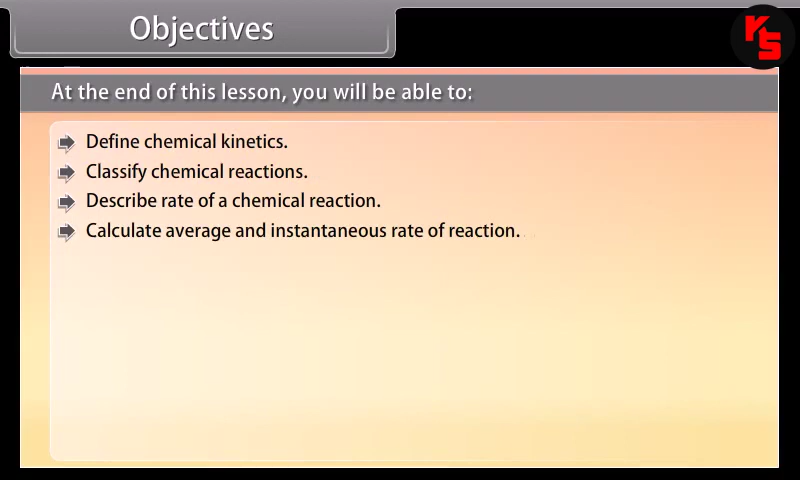 Objectives
KS
At the end of this lesson, you will be able to:
Define chemical kinetics.
Classify chemical reactions.
Describe rate of a chemical reaction.
Calculate average and instantaneous rate of reaction.